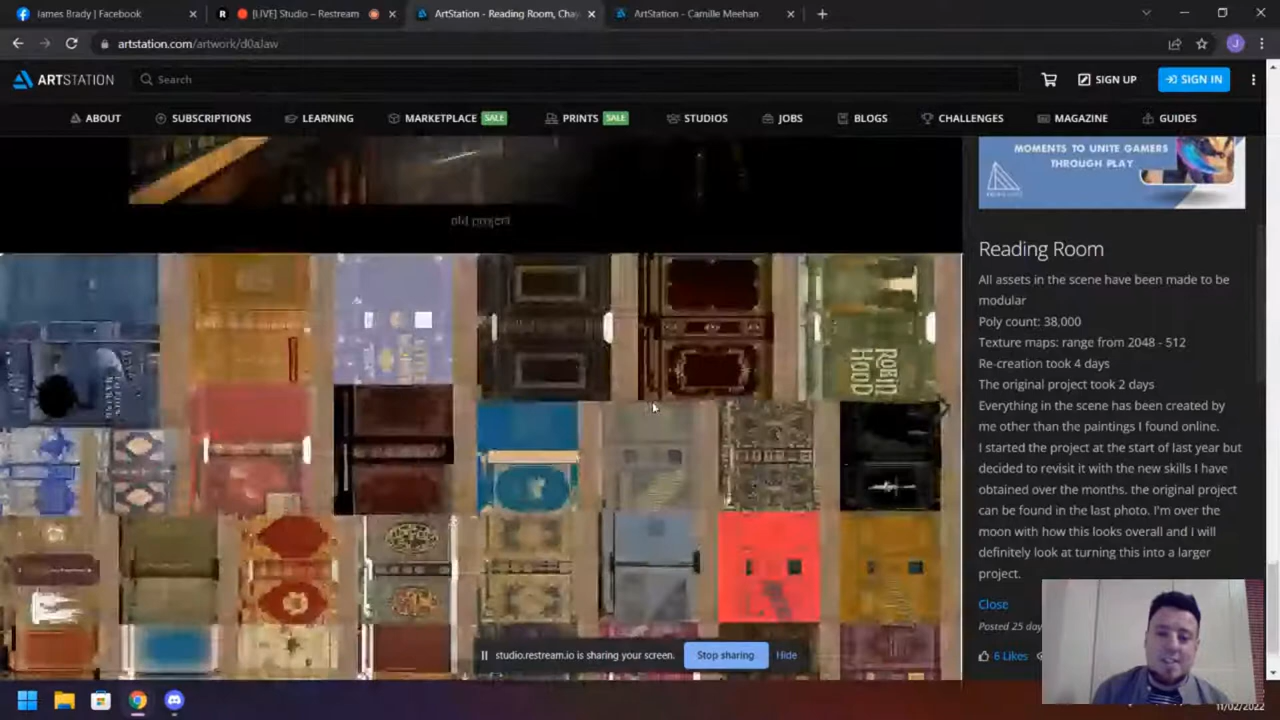 James Brady | Facebook
[LIVE] Studio – Restream
ArtStation - Reading Room, Cha
ArtStation - Camille Meehan
artstation.com/artwork/d0aJaw
ARTSTATION
Search
SIGN UP
SIGN IN
ABOUT
SUBSCRIPTIONS
LEARNING
MARKETPLACE SALE
PRINTS SALE
STUDIOS
JOBS
BLOGS
CHALLENGES
MAGAZINE
GUIDES
MOMENTS TO UNITE GAMERS
THROUGH PLAY
old project
ROBIN
HOOD
Reading Room
All assets in the scene have been made to be
modular
Poly count: 38,000
Texture maps: range from 2048 - 512
Re-creation took 4 days
The original project took 2 days
Everything in the scene has been created by
me other than the paintings I found online.
I started the project at the start of last year but
decided to revisit it with the new skills I have
obtained over the months. the original project
can be found in the last photo. I'm over the
moon with how this looks overall and I will
definitely look at turning this into a larger
project.
Close
Posted 25 day
6 Likes
studio.restream.io is sharing your screen.
Stop sharing
Hide
11/02/2022